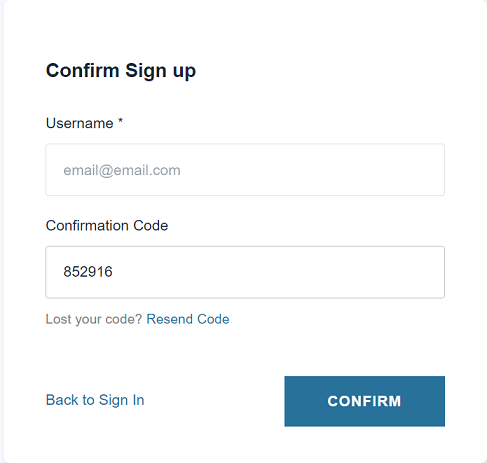 Confirm Sign up
Username *
email@email.com
Confirmation Code
852916
Lost your code? Resend Code
Back to Sign In
CONFIRM